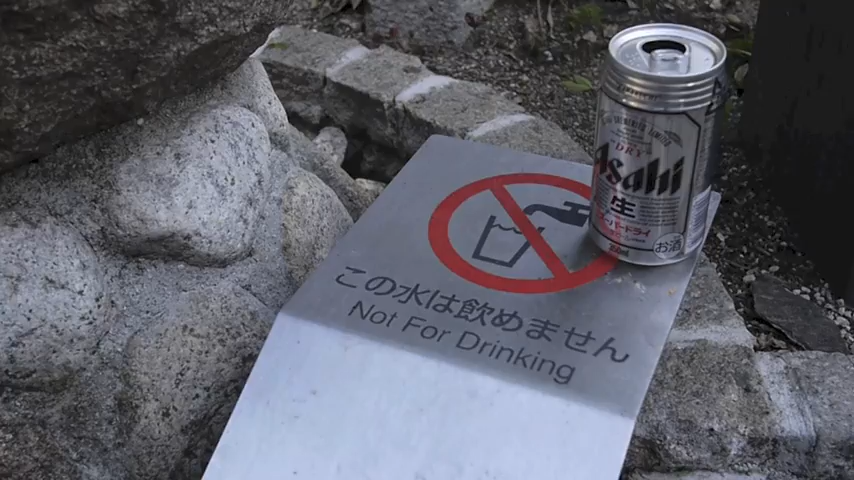 DRY
Asahi
生
スーパードライ
お酒
この水は飲めません
Not For Drinking